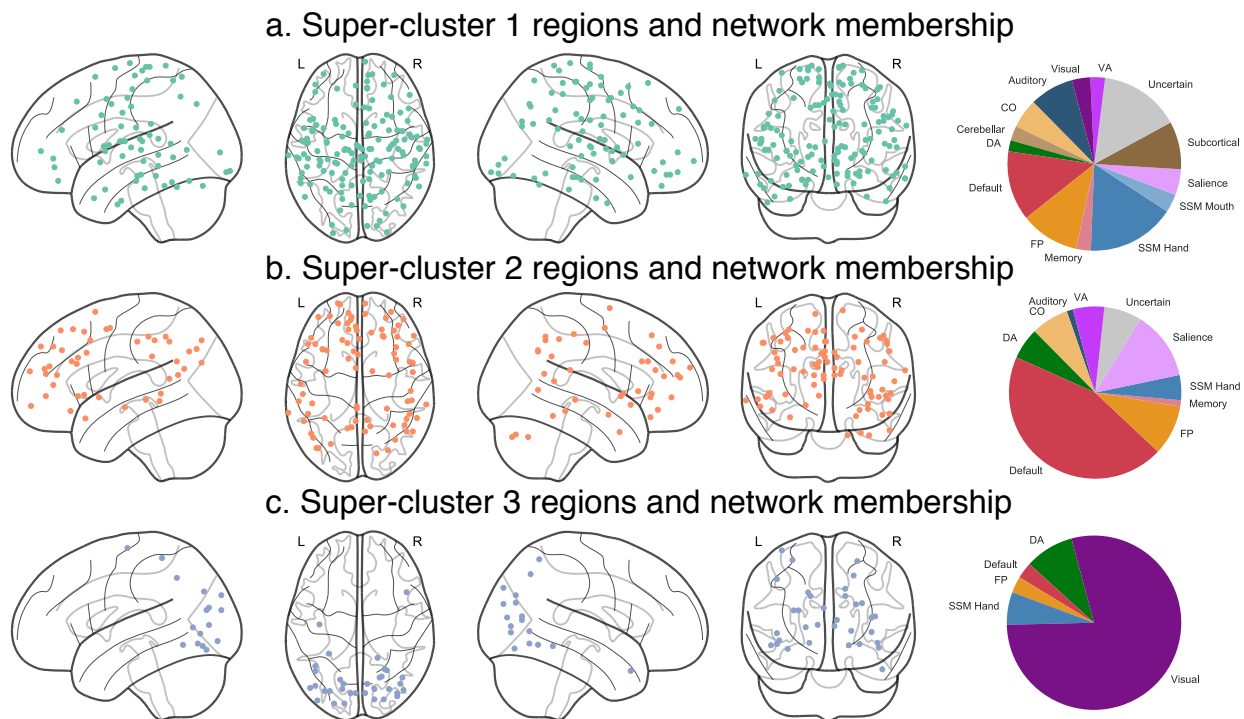 a. Super-cluster 1 regions and network membership
L R L R
Visual VA
Auditory Uncertain
CO
Cerebellar Subcortical
DA
Default Salience
SSM Mouth
FP SSM Hand
Memory
b. Super-cluster 2 regions and network membership
L R L R
Auditory VA Uncertain
CO
DA Salience
SSM Hand
Memory
FP
Default
c. Super-cluster 3 regions and network membership
L R L R
DA
Default
FP
SSM Hand
Visual